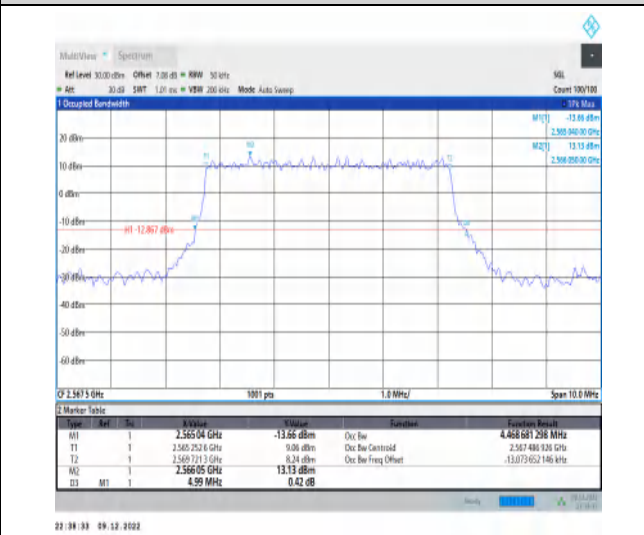 MultiView Spectrum
Ref Level 30.00 dBm Offset 7.08 dB RBW 50 kHz SGL
Att 30 dB SWT 1.01 ms VBW 200 kHz Mode Auto Sweep Count 100/100
1 Occupied Bandwidth 1Pk Max
M1[1] -13.66 dBm
2.565 040 00 GHz
M2[1] 13.13 dBm
2.566 050 00 GHz
20 dBm
T1 M2 T2
10 dBm
0 dBm
-10 dBm
H1 -12.867 dBm
-20 dBm
-30 dBm
-40 dBm
-50 dBm
-60 dBm
CF 2.567 5 GHz 1001 pts 1.0 MHz/ Span 10.0 MHz
2 Marker Table
Type Ref Trc X-Value Y-Value Function Function Result
M1 1 2.565 04 GHz -13.66 dBm Occ Bw 4.468 681 298 MHz
T1 1 2.565 252 6 GHz 9.06 dBm Occ Bw Centroid 2.567 486 926 GHz
T2 1 2.569 721 3 GHz 8.24 dBm Occ Bw Freq Offset -13.073 652 146 kHz
M2 1 2.566 05 GHz 13.13 dBm
D3 M1 1 4.99 MHz 0.42 dB
Ready
22:38:33 09.12.2022